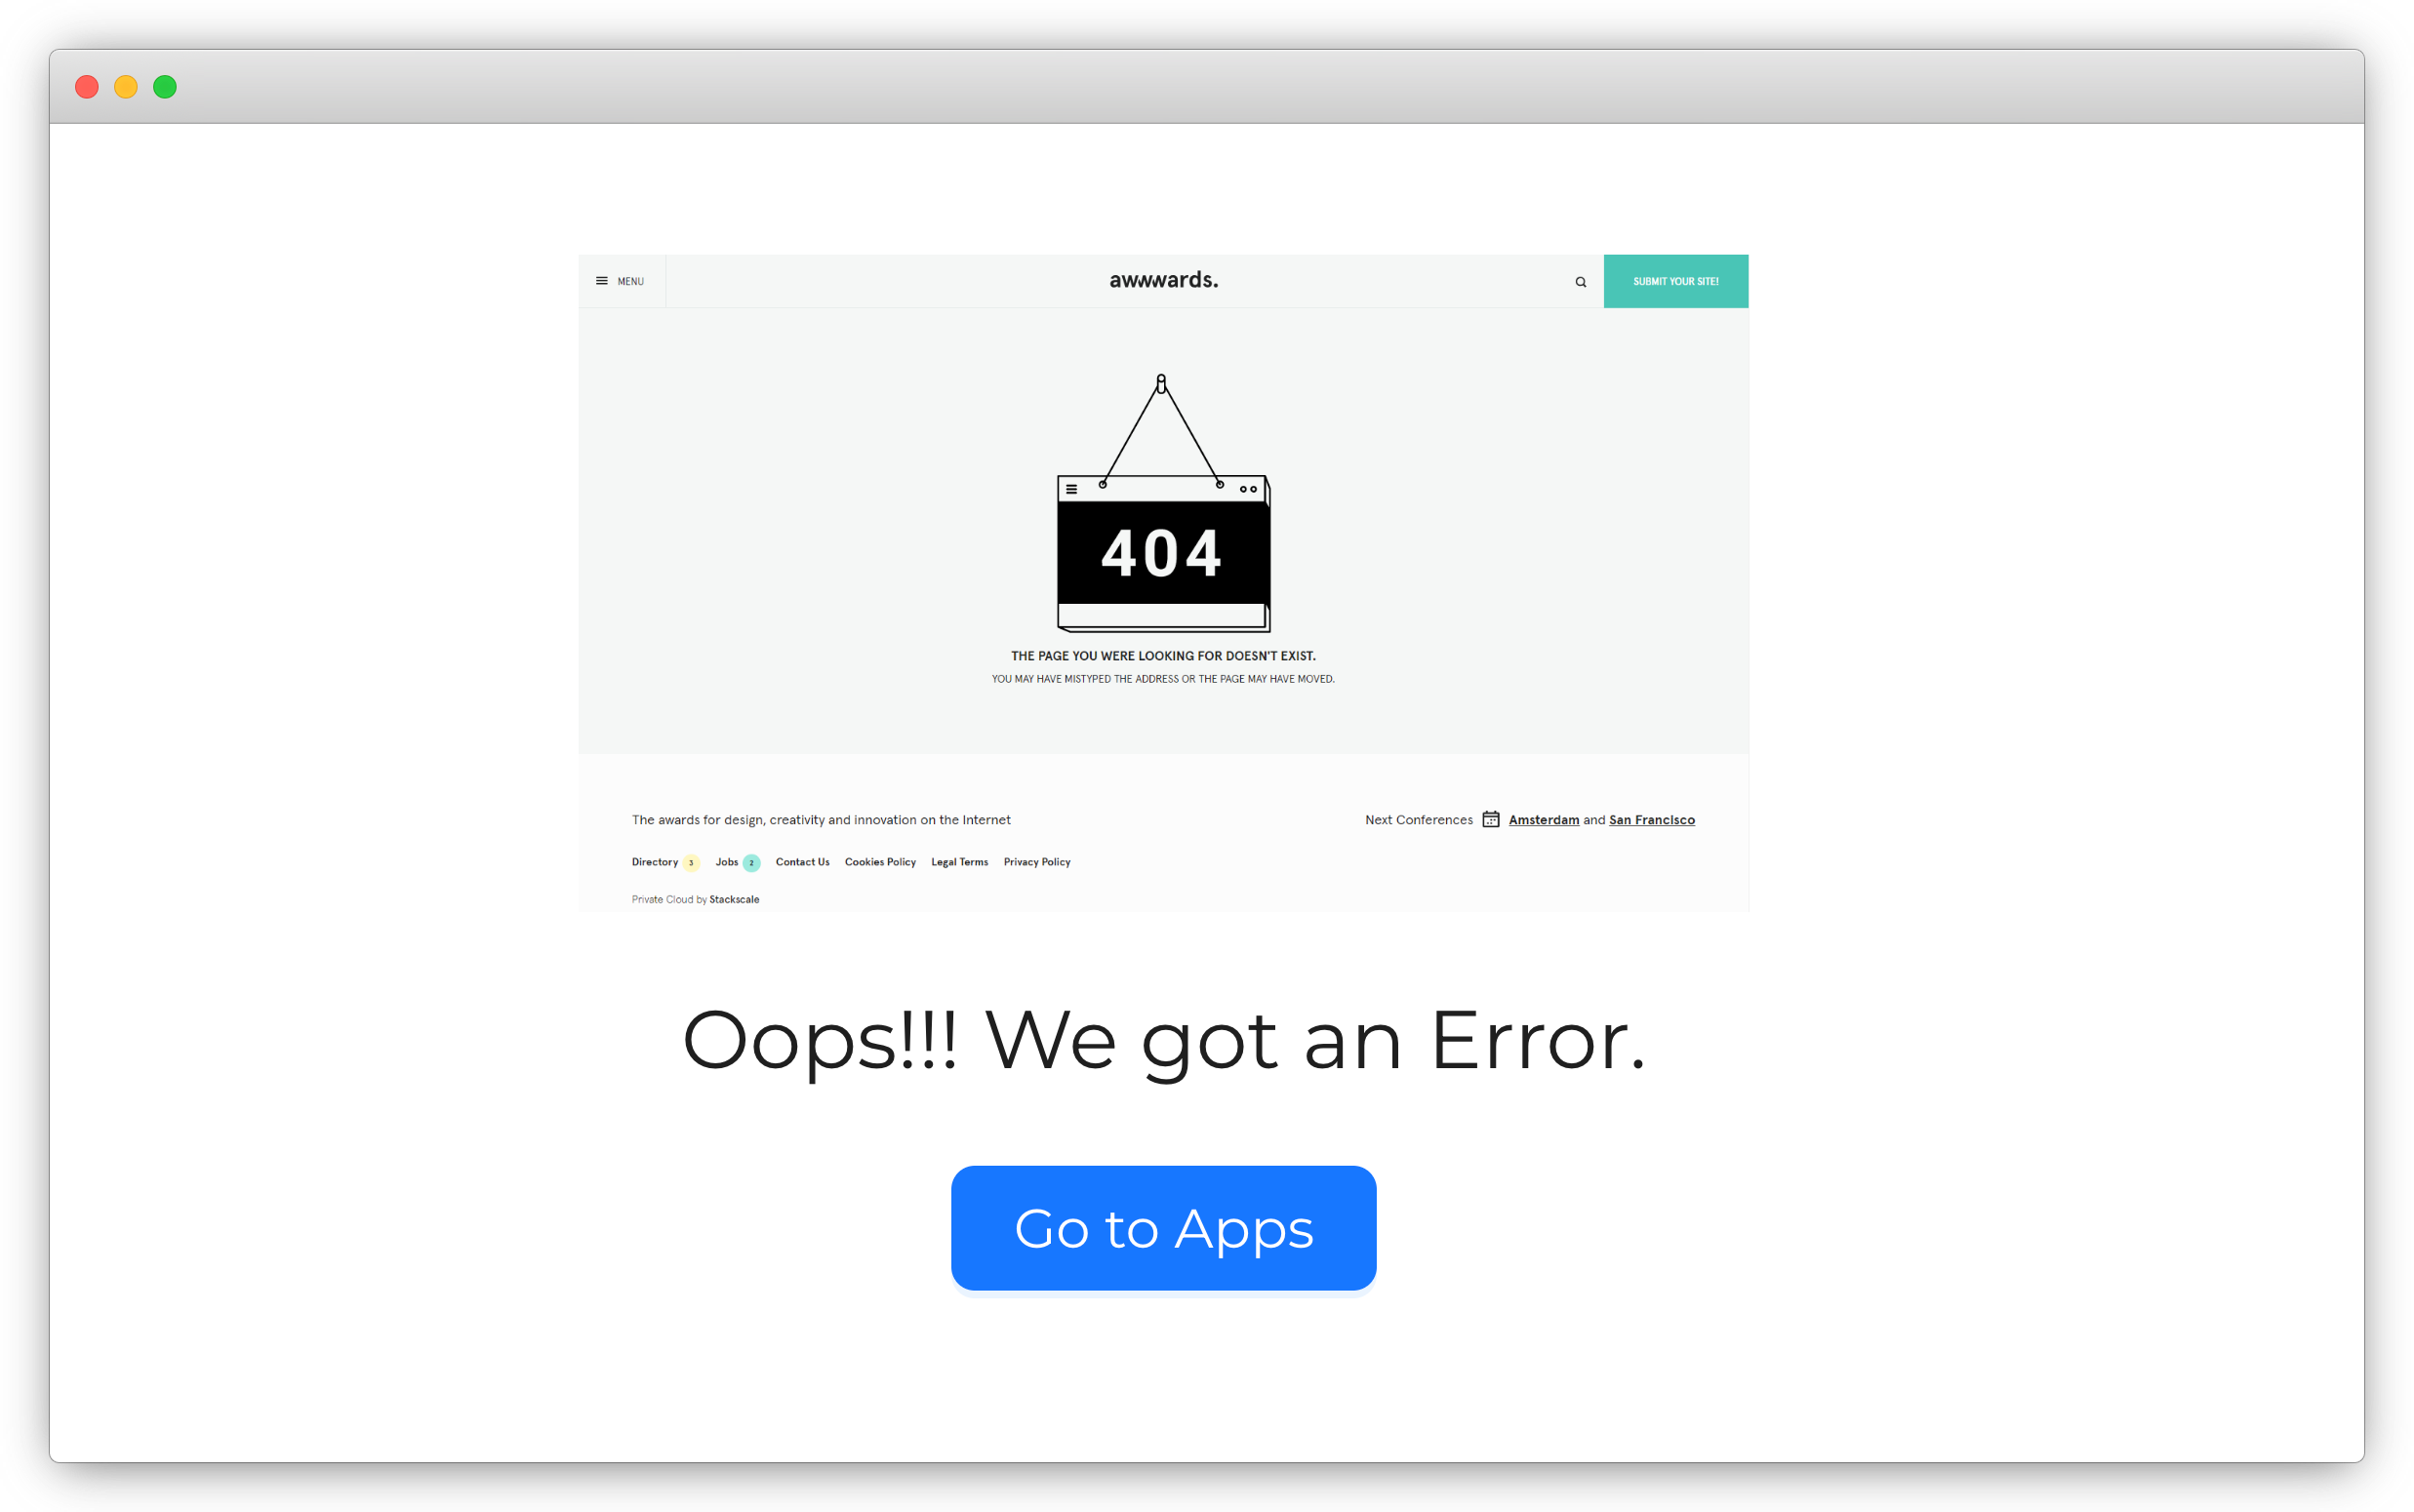 MENU
awwwards.
SUBMIT YOUR SITE!
404
THE PAGE YOU WERE LOOKING FOR DOESN'T EXIST.
YOU MAY HAVE MISTYPED THE ADDRESS OR THE PAGE MAY HAVE MOVED.
The awards for design, creativity and innovation on the Internet
Next Conferences Amsterdam and San Francisco
Directory 3 Jobs 2 Contact Us Cookies Policy Legal Terms Privacy Policy
Private Cloud by Stackscale
Oops!!! We got an Error.
Go to Apps